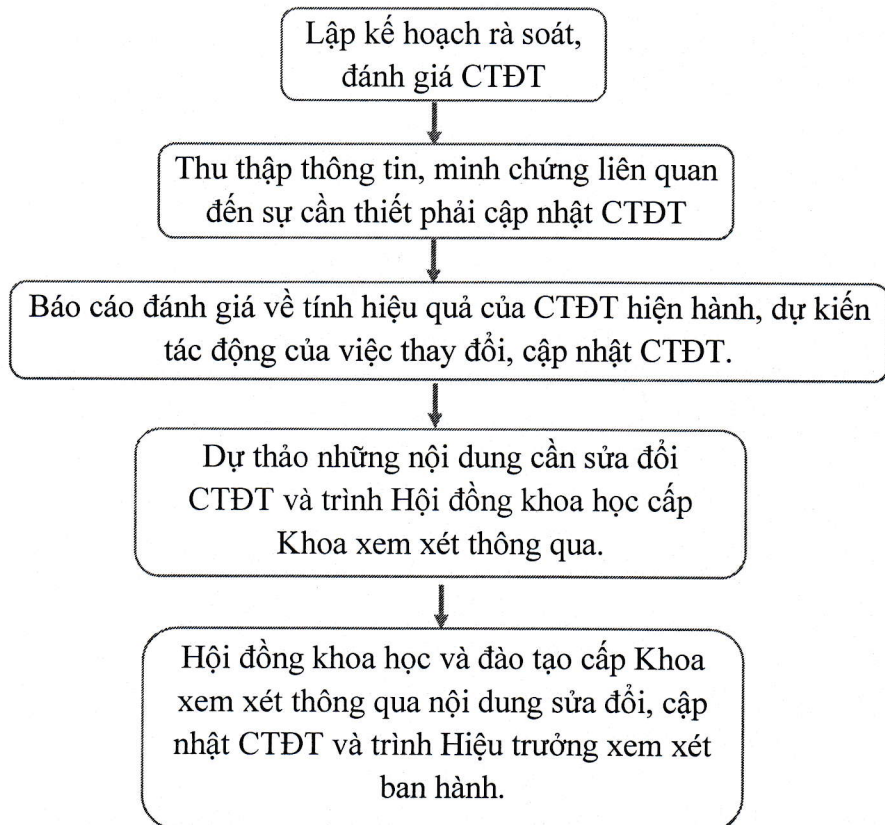 Lập kế hoạch rà soát,
đánh giá CTĐT
Thu thập thông tin, minh chứng liên quan
đến sự cần thiết phải cập nhật CTĐT
Báo cáo đánh giá về tính hiệu quả của CTĐT hiện hành, dự kiến
tác động của việc thay đổi, cập nhật CTĐT.
Dự thảo những nội dung cần sửa đổi
CTĐT và trình Hội đồng khoa học cấp
Khoa xem xét thông qua.
Hội đồng khoa học và đào tạo cấp Khoa
xem xét thông qua nội dung sửa đổi, cập
nhật CTĐT và trình Hiệu trưởng xem xét
ban hành.